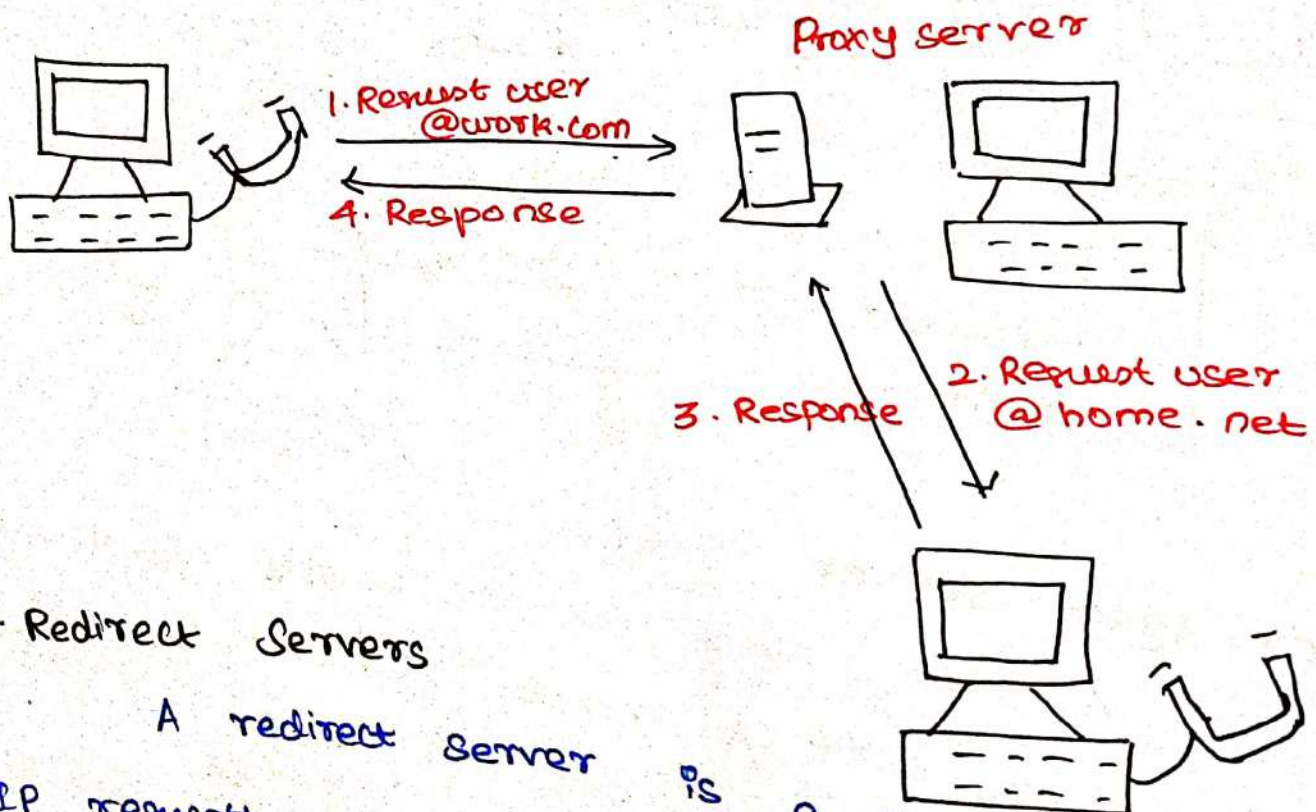 Proxy server
1. Request user
@work.com
4. Response
2. Request user
@ home. net
3. Response
Redirect Servers
A redirect server is